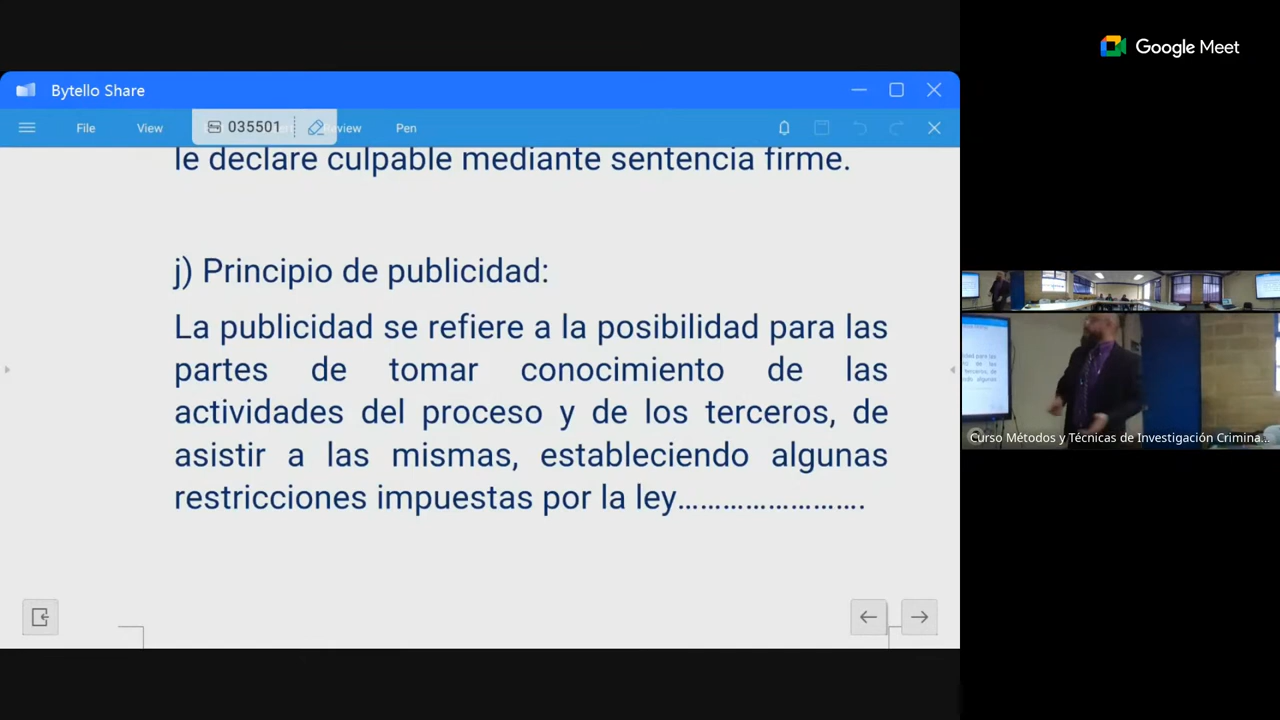 Google Meet
Bytello Share
File
View
035501
Pen
le declare culpable mediante sentencia firme.
j) Principio de publicidad:
La publicidad se refiere a la posibilidad para las
partes de tomar conocimiento de las
actividades del proceso y de los terceros, de
asistir a las mismas, estableciendo algunas
restricciones impuestas por la ley…………………….
Curso Métodos y Técnicas de Investigación Crimina...